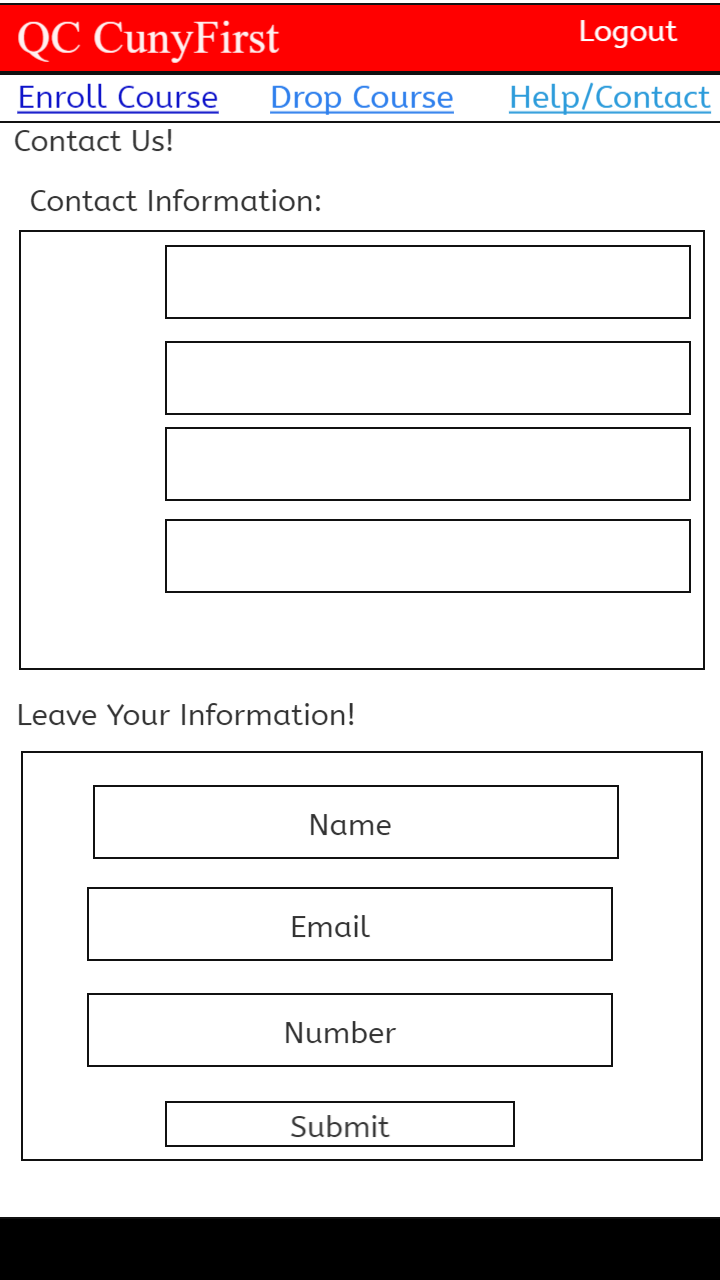 QC CunyFirst Logout
Enroll Course Drop Course Help/Contact
Contact Us!
Contact Information:
Leave Your Information!
Name
Email
Number
Submit